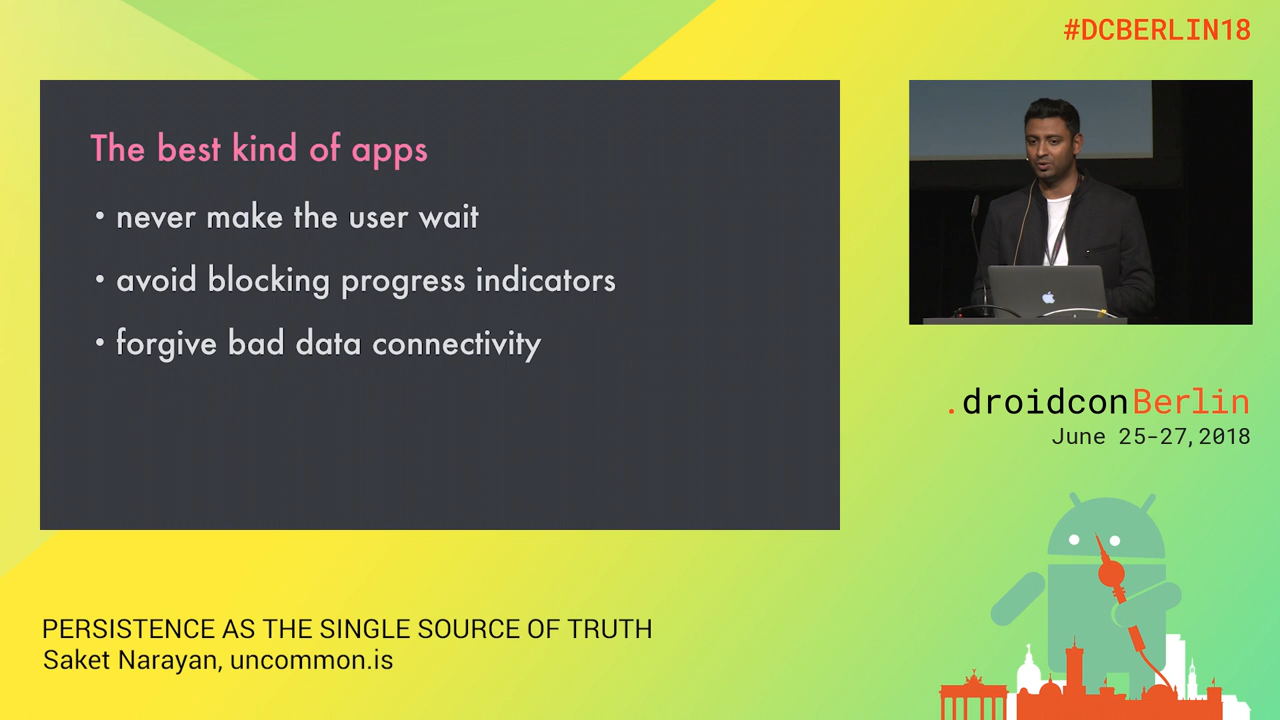 #DCBERLIN18
The best kind of apps
• never make the user wait
• avoid blocking progress indicators
• forgive bad data connectivity
.droidconBerlin
June 25-27, 2018
PERSISTENCE AS THE SINGLE SOURCE OF TRUTH
Saket Narayan, uncommon.is